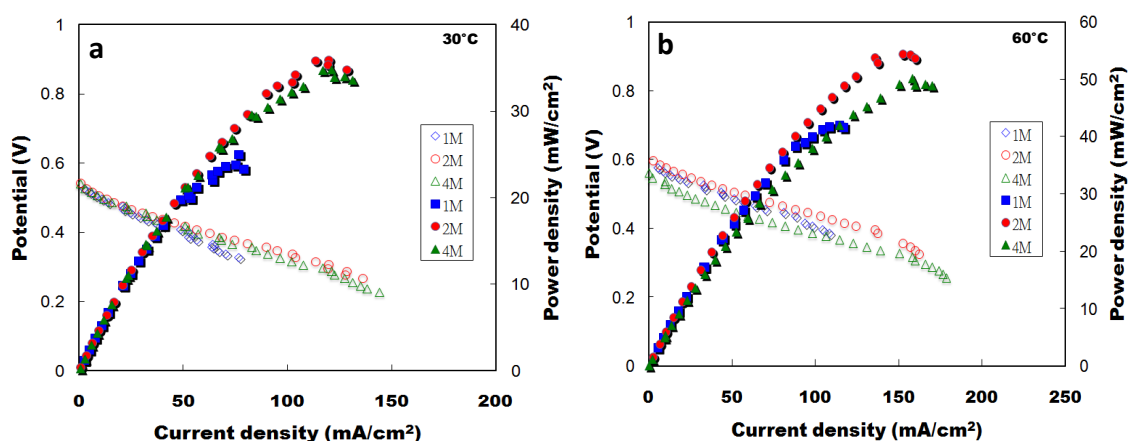 a
30°C
Potential (V)
1
0.8
0.6
0.4
0.2
0
0
50
100
150
200
Current density (mA/cm²)
40
30
20
10
0
Power density (mW/cm²)
1M
2M
4M
1M
2M
4M
b
60°C
Potential (V)
1
0.8
0.6
0.4
0.2
0
0
50
100
150
200
250
Current density (mA/cm²)
60
50
40
30
20
10
0
Power density (mW/cm²)
1M
2M
4M
1M
2M
4M